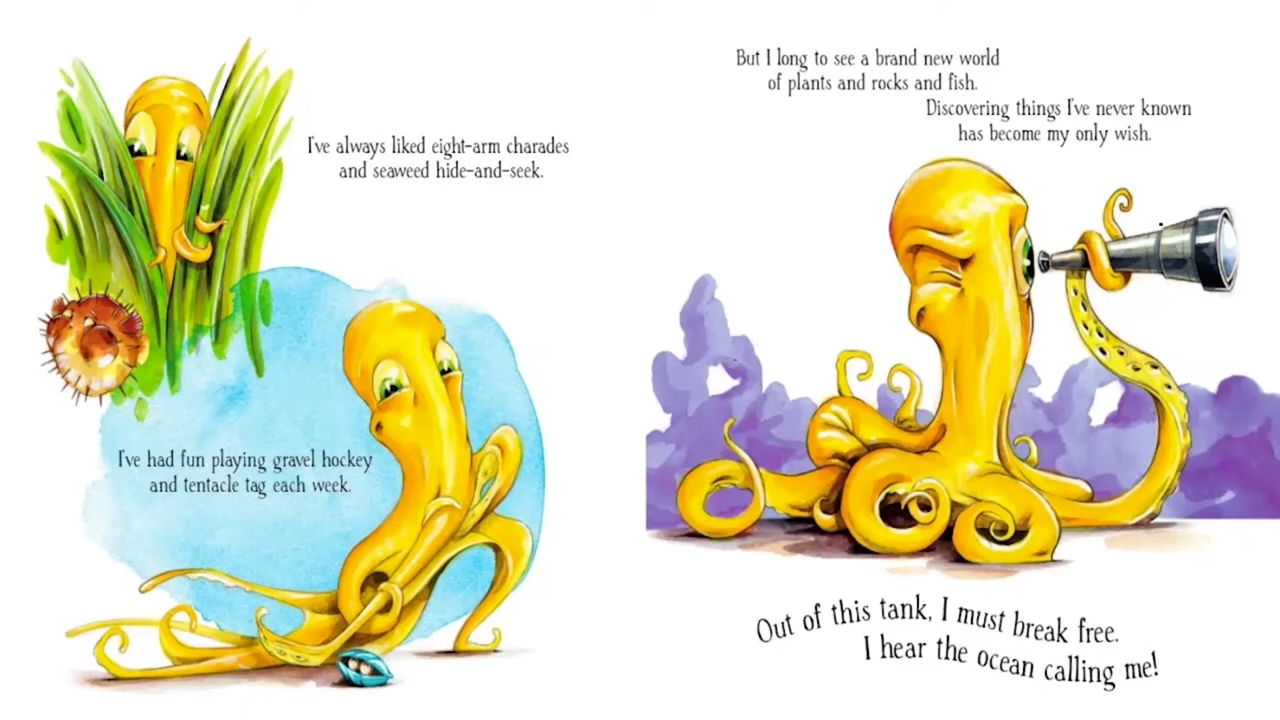 I've always liked eight-arm charades
and seaweed hide-and-seek.
I've had fun playing gravel hockey
and tentacle tag each week.
But I long to see a brand new world
of plants and rocks and fish.
Discovering things I've never known
has become my only wish.
Out of this tank, I must break free.
I hear the ocean calling me!